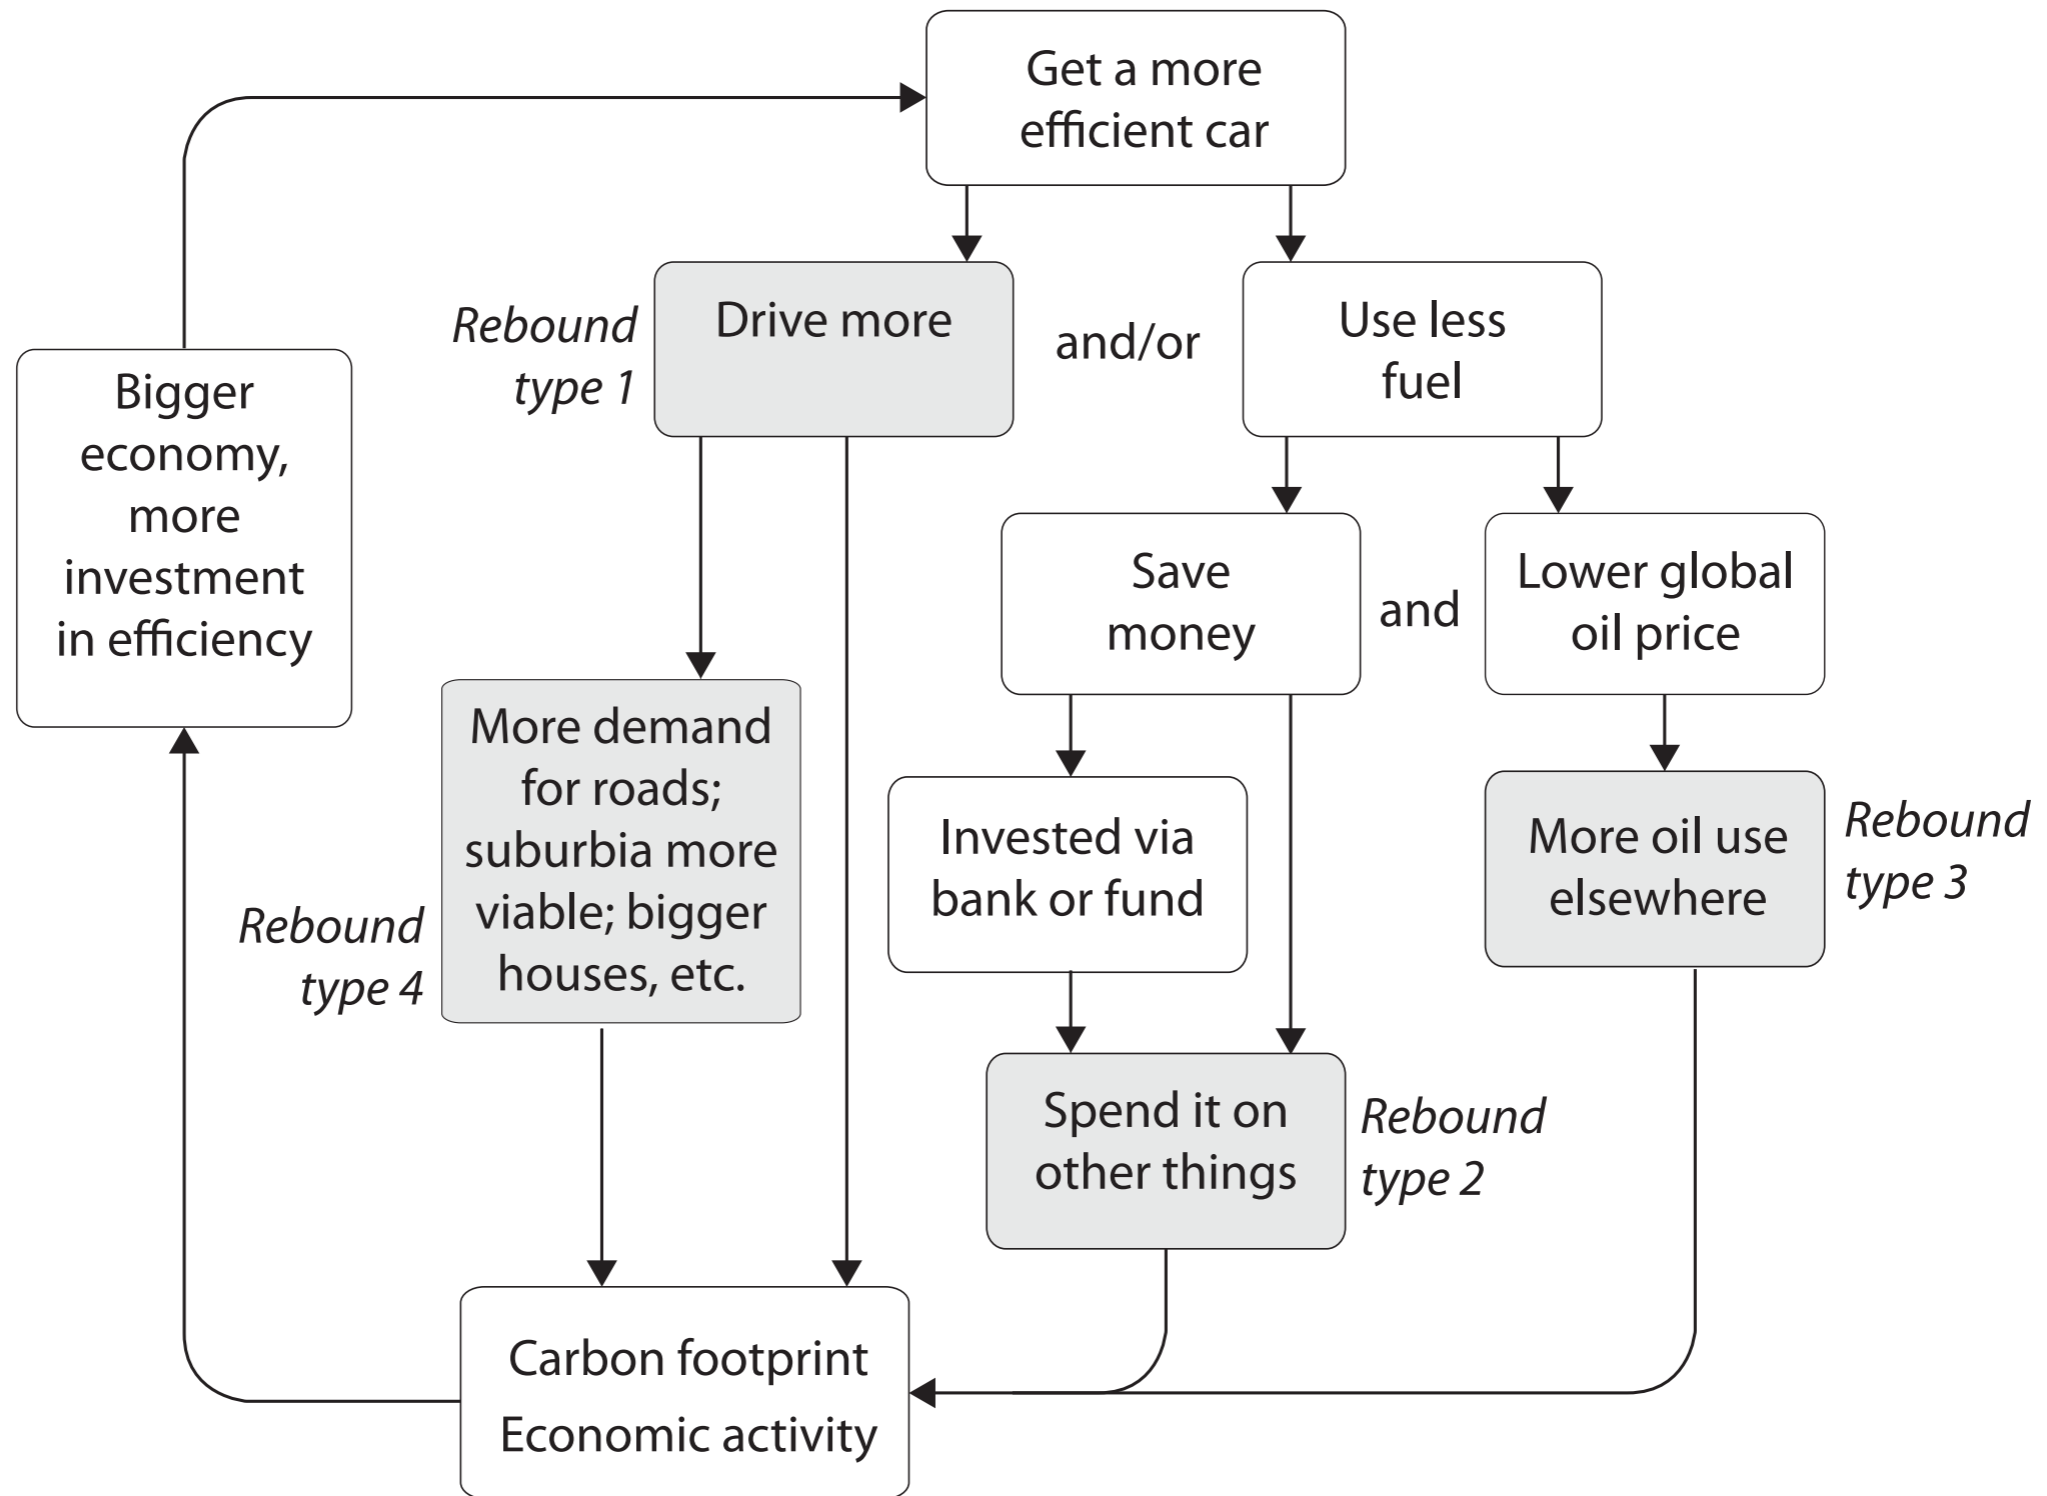 Get a more
efficient car
Rebound
type 1
Drive more
and/or
Use less
fuel
Bigger
economy,
more
investment
in efficiency
Save
money
and
Lower global
oil price
Rebound
type 4
More demand
for roads;
suburbia more
viable; bigger
houses, etc.
Invested via
bank or fund
More oil use
elsewhere
Rebound
type 3
Spend it on
other things
Rebound
type 2
Carbon footprint
Economic activity